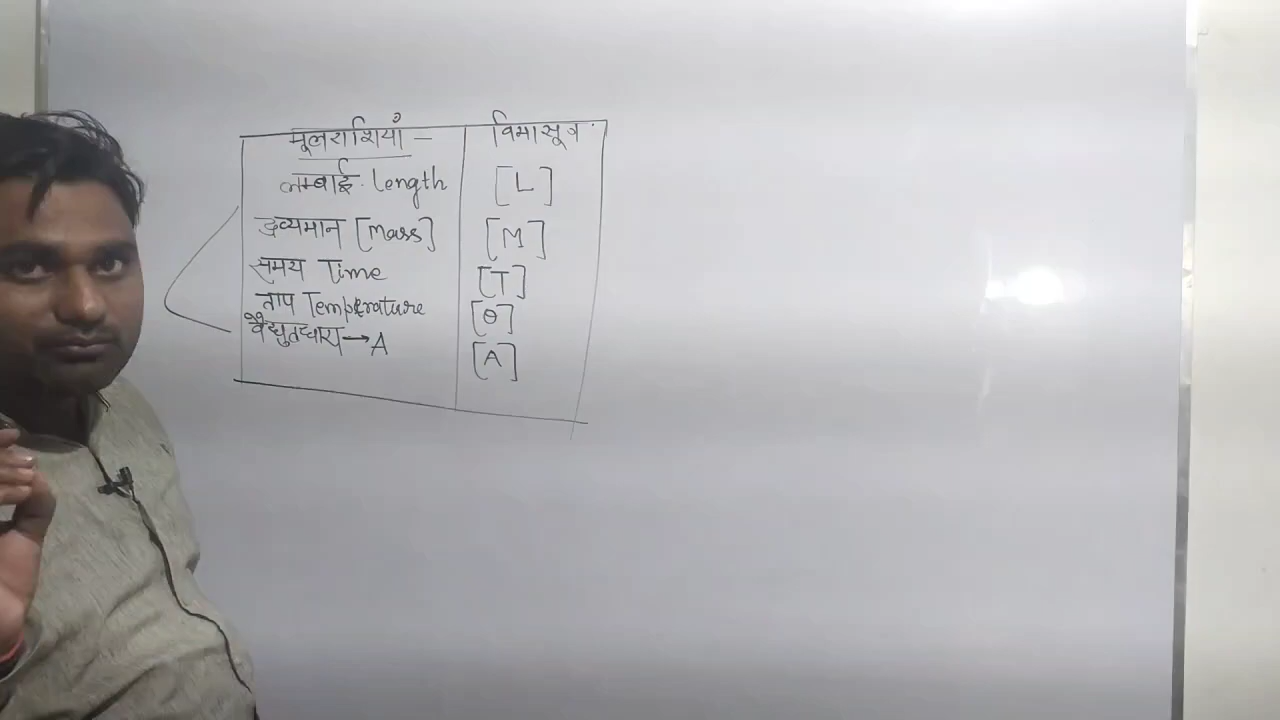 मूलराशियाँ – विमासूत्र
लम्बाई. Length [L]
द्रव्यमान [Mass] [M]
समय Time [T]
ताप Temperature [θ]
वैद्युतधारा → A [A]